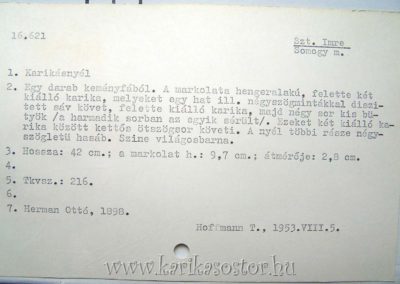 16.621
Szt. Imre
Somogy m.
1. Karikásnyél
2. Egy darab keményfából. A markolata hengeralakú, felette két
kiálló karika, melyeket egy hat ill. négyszögmintákkal diszi-
tett sáv követ, felette kiálló karika, majd négy sor kis bü-
työk /a harmadik sorban az egyik sérült/. Ezeket két kiálló ka-
rika között kettős ötszögsor követi. A nyél többi része négy-
szögletü hasáb. Szine világosbarna.
3. Hossza: 42 cm.; a markolat h.: 9,7 cm.; átmérője: 2,8 cm.
4.
5. Tkvsz.: 216.
6.
7. Herman Ottó, 1898.
Hoffmann T., 1953.VIII.5.
www.karikasostor.hu